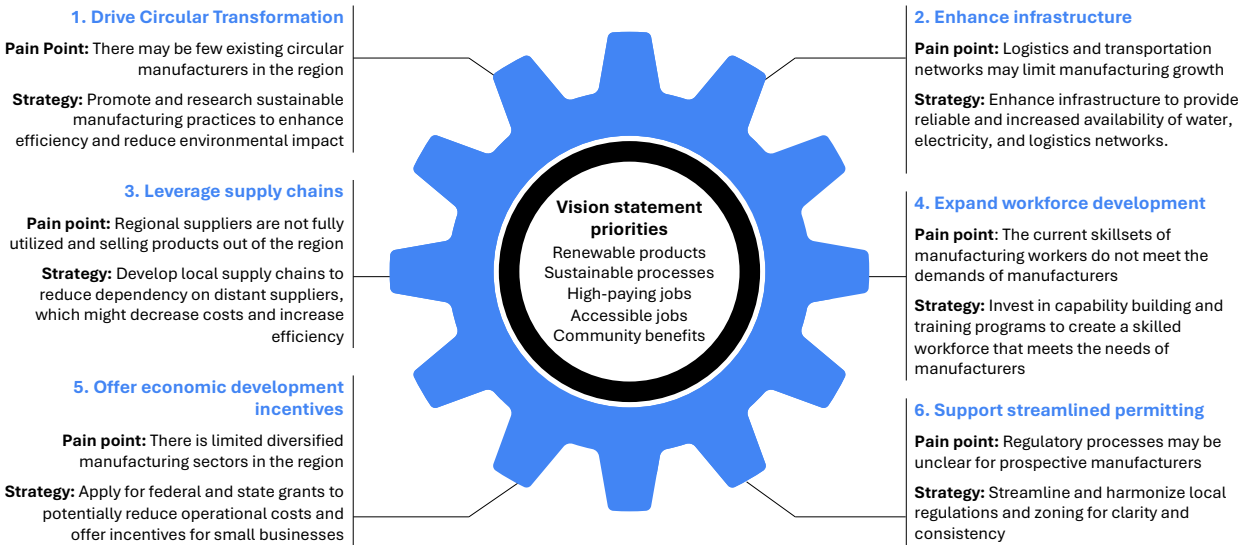 1. Drive Circular Transformation
Pain Point: There may be few existing circular
manufacturers in the region
Strategy: Promote and research sustainable
manufacturing practices to enhance
efficiency and reduce environmental impact
2. Enhance infrastructure
Pain point: Logistics and transportation
networks may limit manufacturing growth
Strategy: Enhance infrastructure to provide
reliable and increased availability of water,
electricity, and logistics networks.
3. Leverage supply chains
Pain point: Regional suppliers are not fully
utilized and selling products out of the region
Strategy: Develop local supply chains to
reduce dependency on distant suppliers,
which might decrease costs and increase
efficiency
Vision statement
priorities
Renewable products
Sustainable processes
High-paying jobs
Accessible jobs
Community benefits
4. Expand workforce development
Pain point: The current skillsets of
manufacturing workers do not meet the
demands of manufacturers
Strategy: Invest in capability building and
training programs to create a skilled
workforce that meets the needs of
manufacturers
5. Offer economic development
incentives
Pain point: There is limited diversified
manufacturing sectors in the region
Strategy: Apply for federal and state grants to
potentially reduce operational costs and
offer incentives for small businesses
6. Support streamlined permitting
Pain point: Regulatory processes may be
unclear for prospective manufacturers
Strategy: Streamline and harmonize local
regulations and zoning for clarity and
consistency